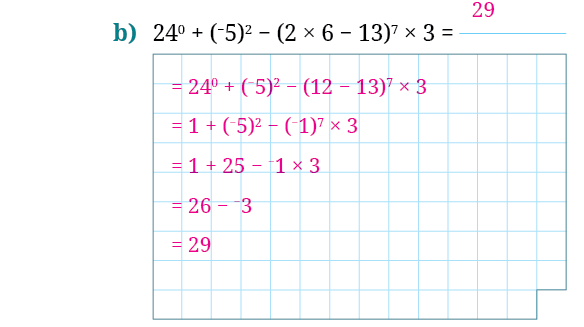 29
b) 24⁰ + (⁻5)² − (2 × 6 − 13)⁷ × 3 =
= 24⁰ + (⁻5)² − (12 − 13)⁷ × 3
= 1 + (⁻5)² − (⁻1)⁷ × 3
= 1 + 25 − ⁻1 × 3
= 26 − ⁻3
= 29